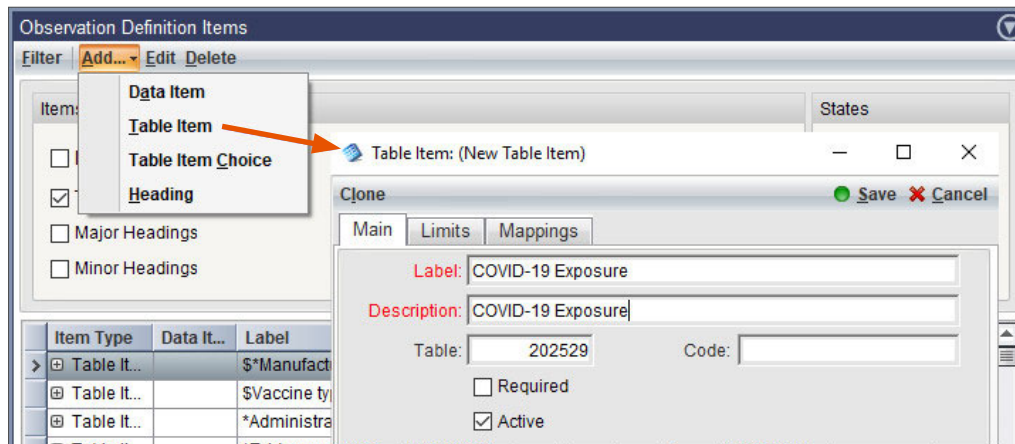 Observation Definition Items
Filter Add... Edit Delete
Data Item
Table Item
Table Item Choice
Heading
Items
States
Major Headings
Minor Headings
Table Item: (New Table Item)
Clone Save Cancel
Main Limits Mappings
Label: COVID-19 Exposure
Description: COVID-19 Exposure
Table: 202529 Code:
Required
Active
Item Type Data It... Label
Table It... $*Manufact
Table It... $Vaccine ty
Table It... *Administra